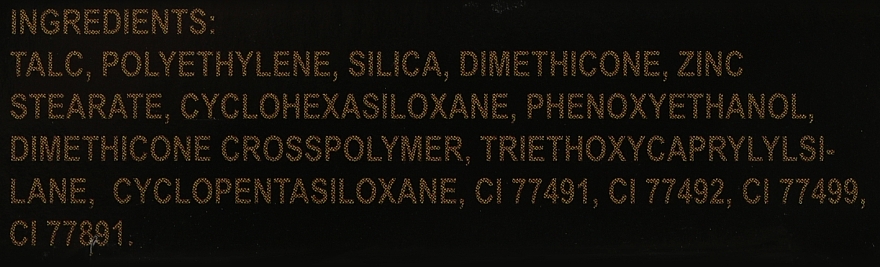 INGREDIENTS:
TALC, POLYETHYLENE, SILICA, DIMETHICONE, ZINC
STEARATE, CYCLOHEXASILOXANE, PHENOXYETHANOL,
DIMETHICONE CROSSPOLYMER, TRIETHOXYCAPRYLYLSI-
LANE, CYCLOPENTASILOXANE, CI 77491, CI 77492, CI 77499,
CI 77891.